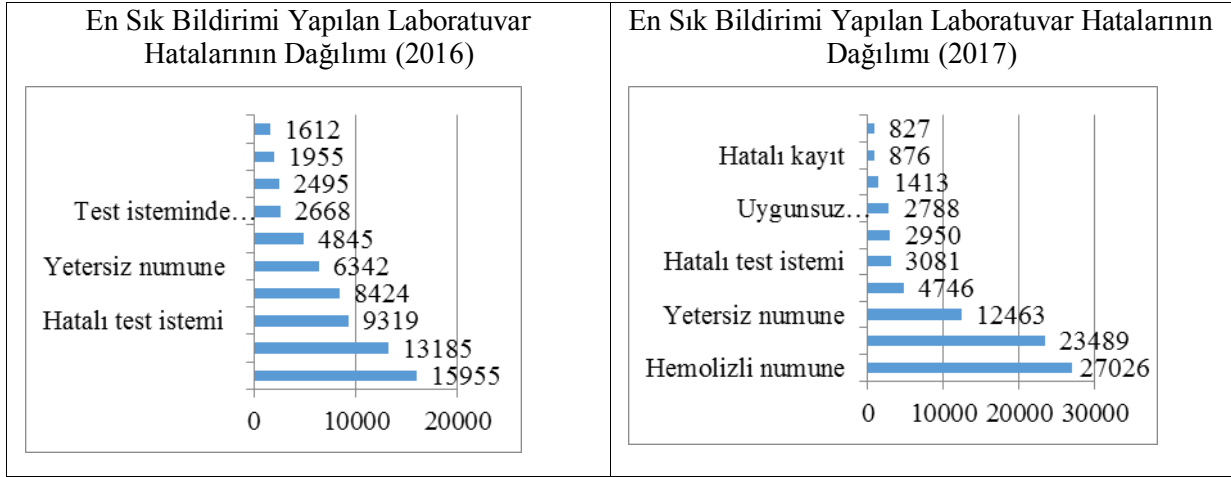 En Sık Bildirimi Yapılan Laboratuvar
Hatalarının Dağılımı (2016)
1612
1955
2495
Test isteminde… 2668
4845
Yetersiz numune 6342
8424
Hatalı test istemi 9319
13185
15955
0 10000 20000
En Sık Bildirimi Yapılan Laboratuvar Hatalarının
Dağılımı (2017)
827
Hatalı kayıt 876
1413
Uygunsuz… 2788
2950
Hatalı test istemi 3081
4746
Yetersiz numune 12463
23489
Hemolizli numune 27026
0 10000 20000 30000